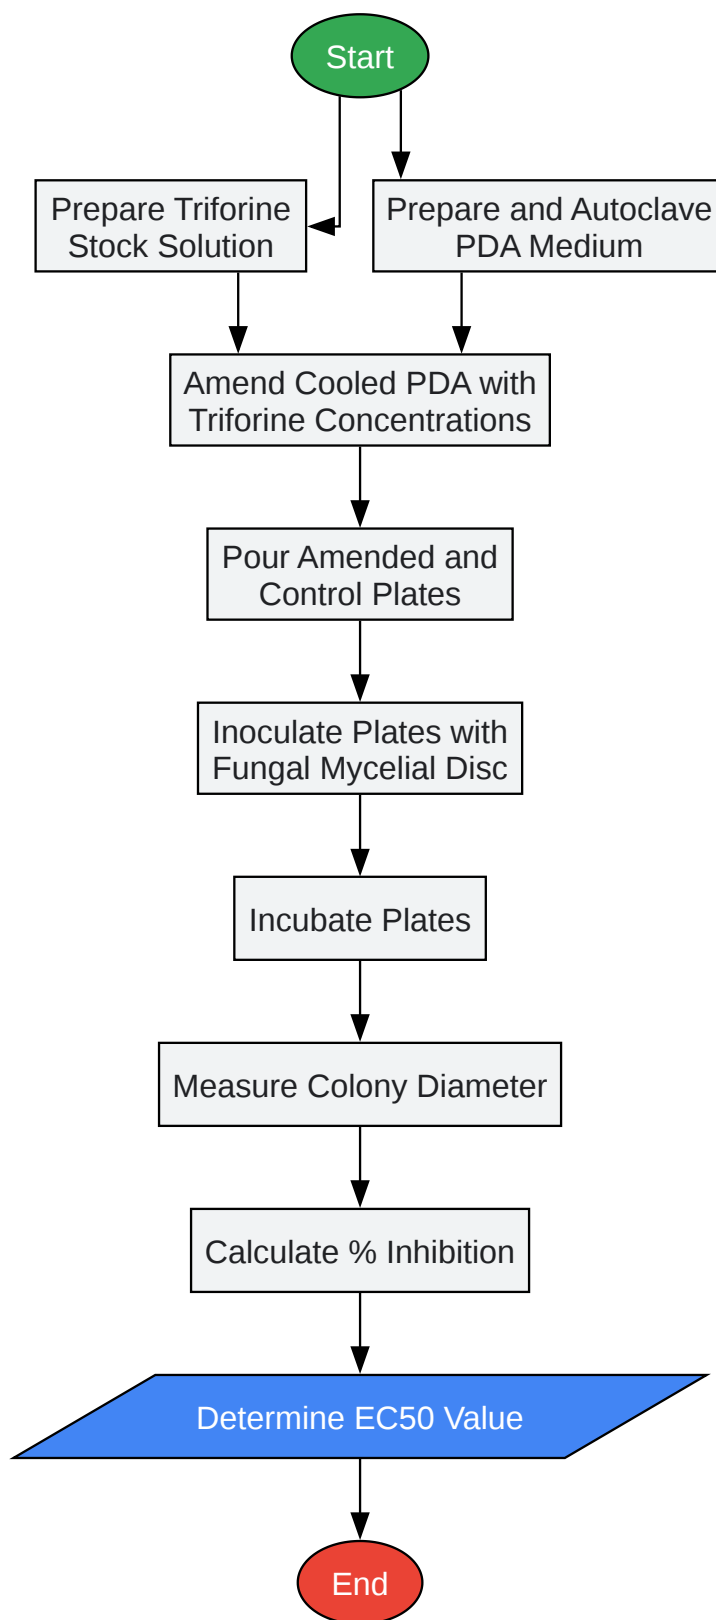 Start
Prepare Triforine
Stock Solution
Prepare and Autoclave
PDA Medium
Amend Cooled PDA with
Triforine Concentrations
Pour Amended and
Control Plates
Inoculate Plates with
Fungal Mycelial Disc
Incubate Plates
Measure Colony Diameter
Calculate % Inhibition
Determine EC50 Value
End